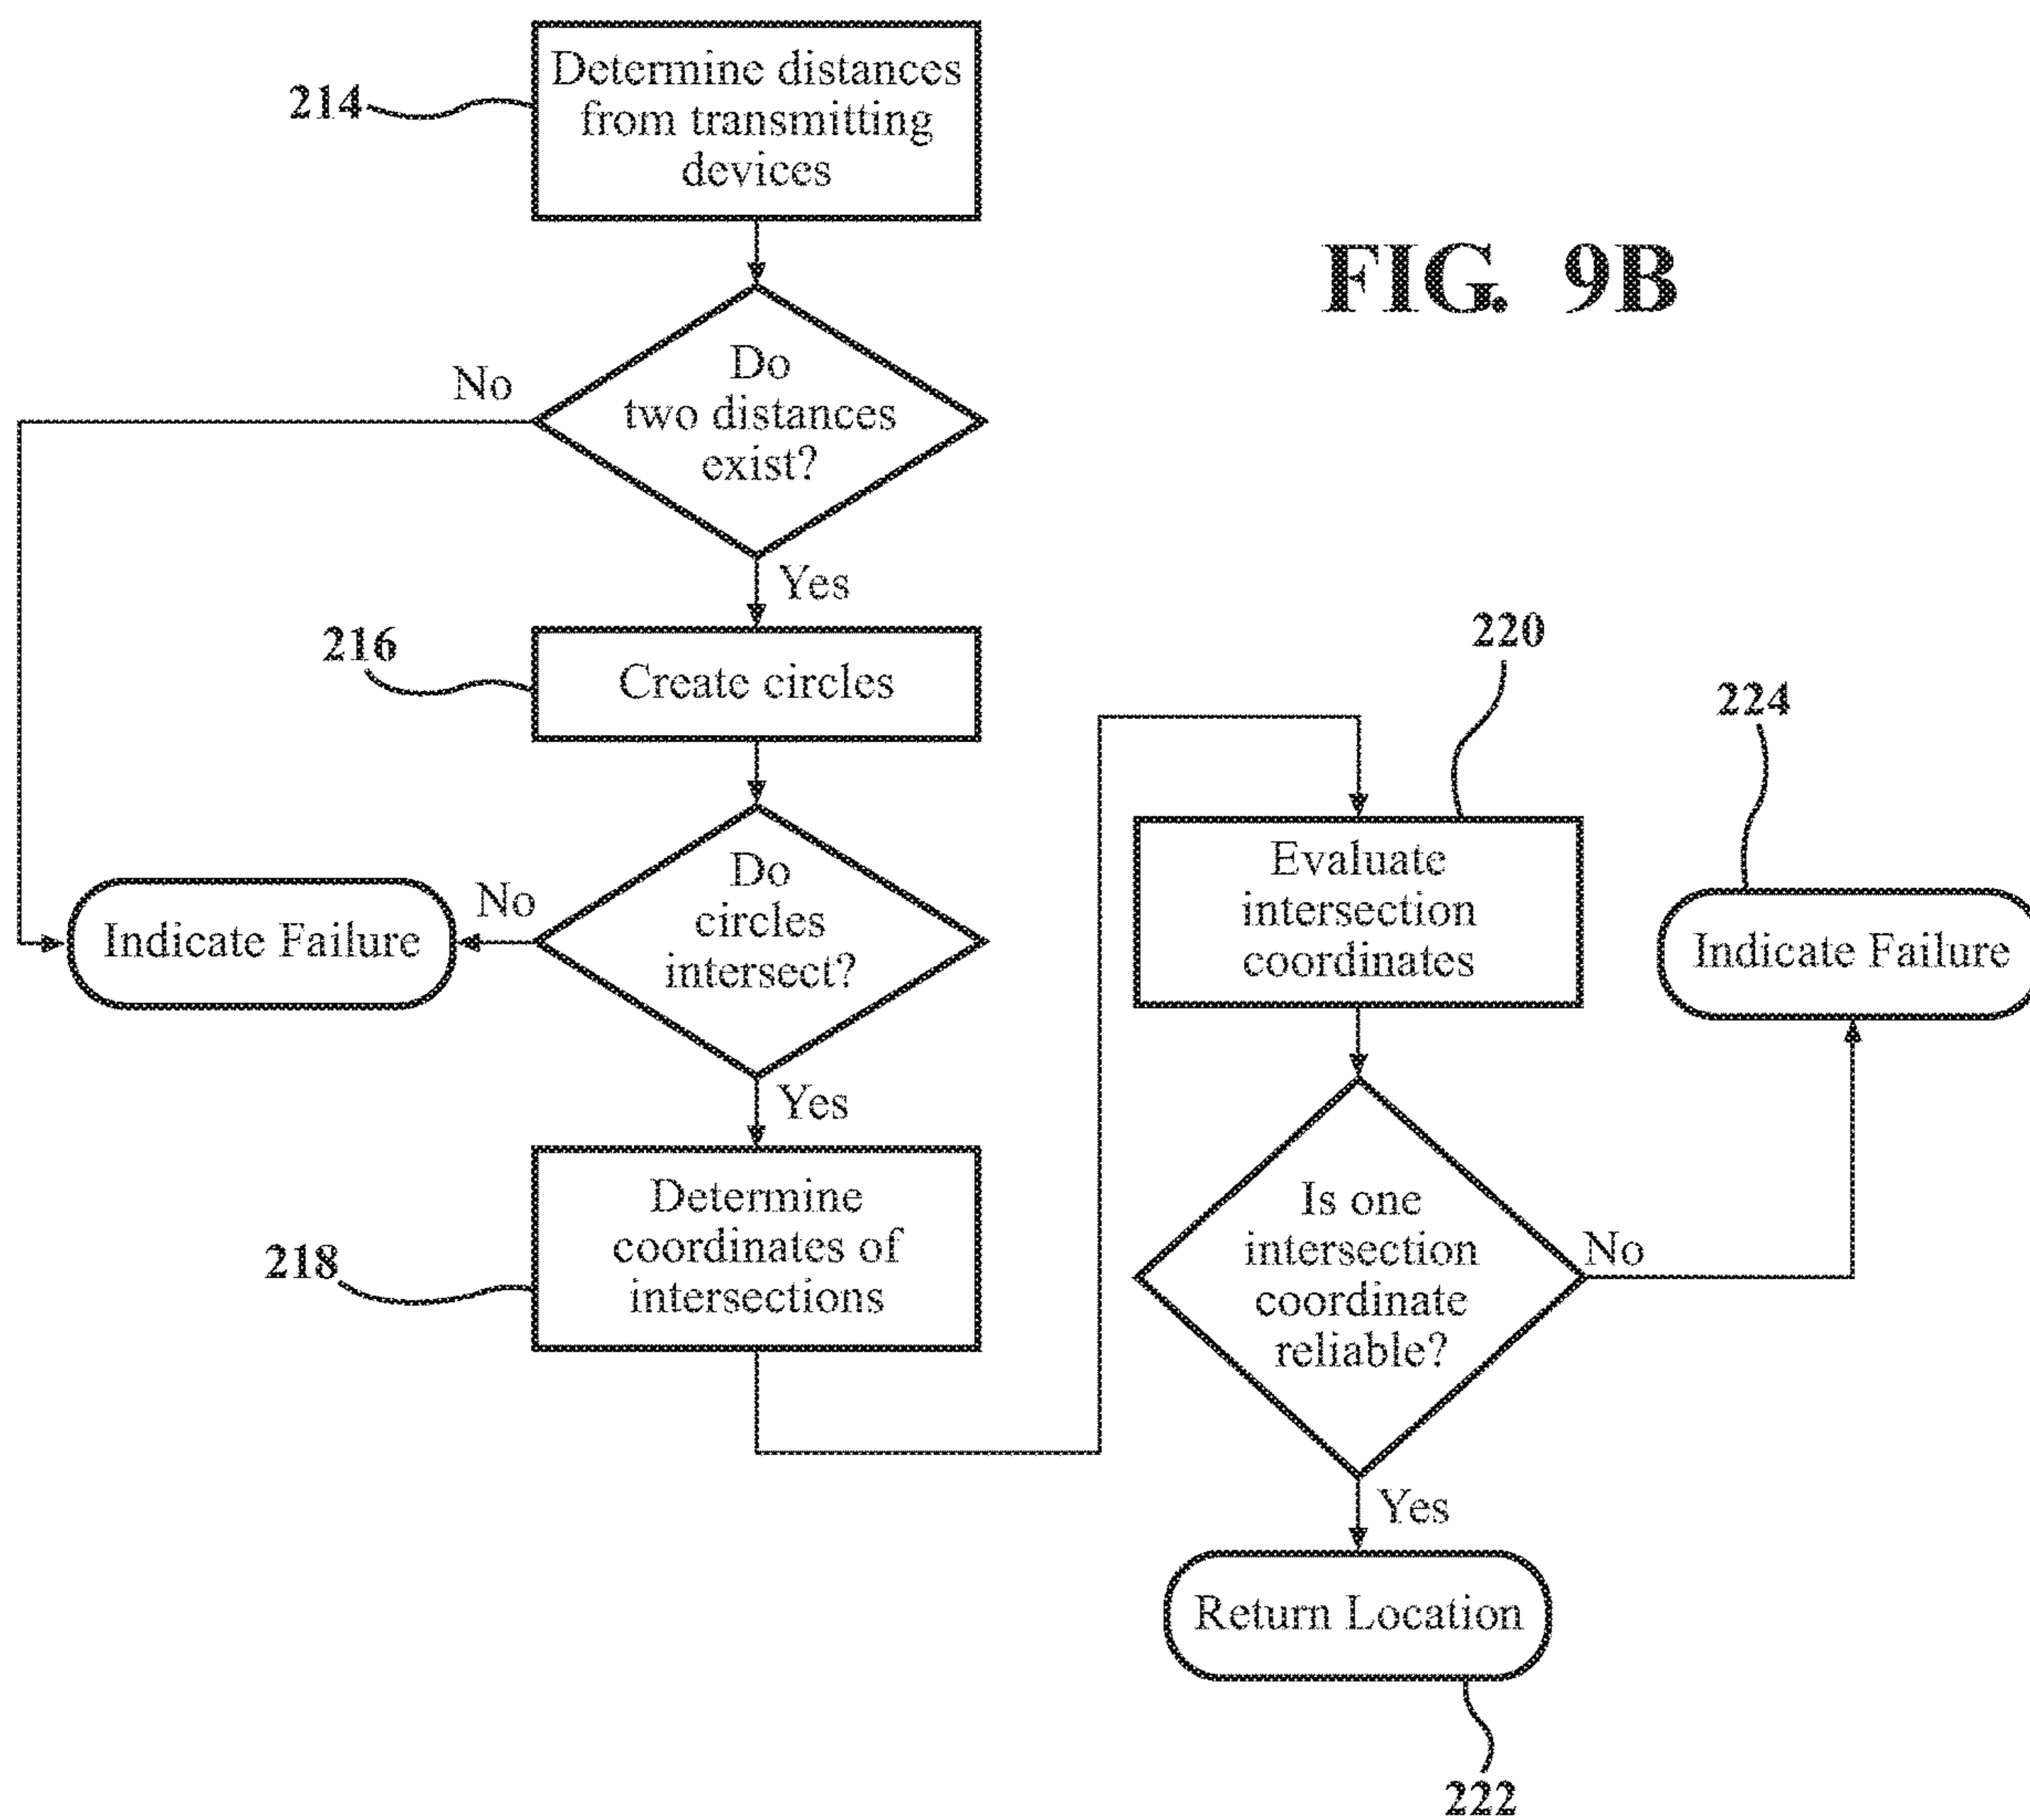 214
Determine distances
from transmitting
devices
FIG. 9B
No
Do
two distances
exist?
Yes
216
Create circles
220
224
Indicate Failure
No
Do
circles
intersect?
Evaluate
intersection
coordinates
Indicate Failure
Yes
218
Determine
coordinates of
intersections
Is one
intersection
coordinate
reliable?
No
Yes
Return Location
222